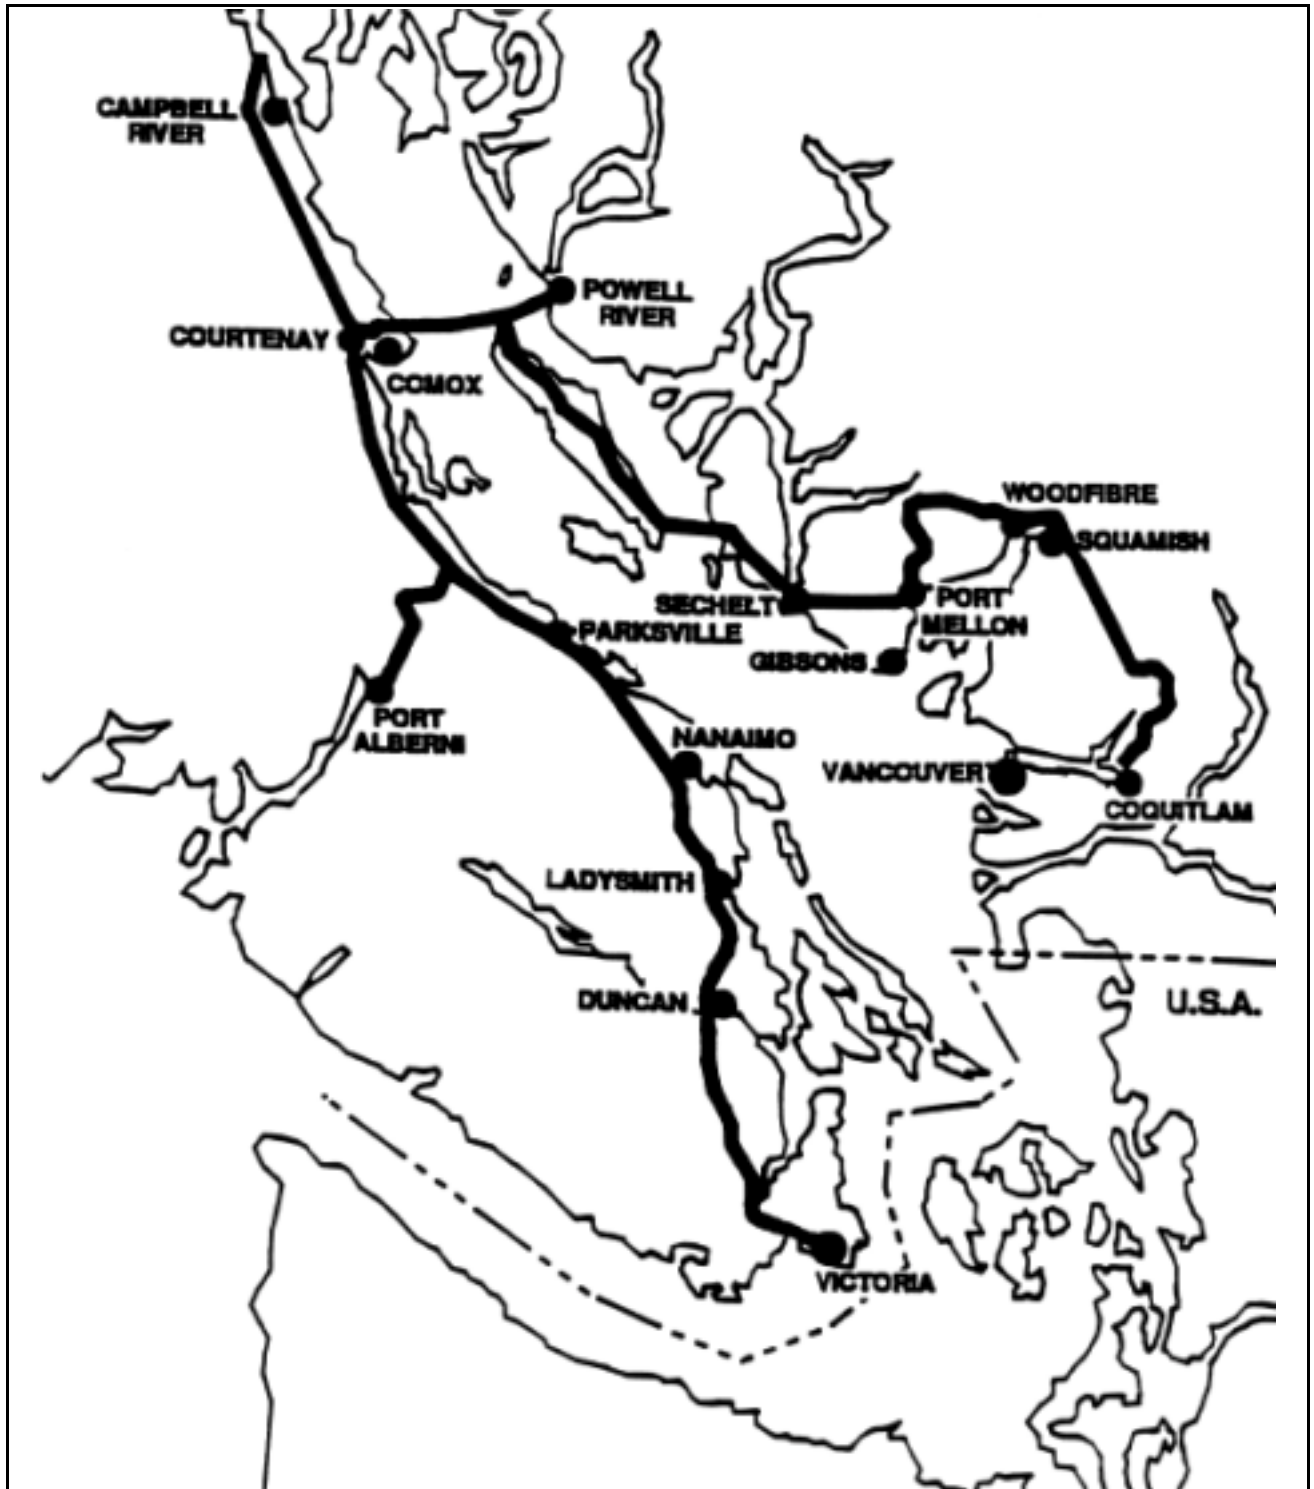 CAMPBELL
RIVER
POWELL
RIVER
COURTENAY
COMOX
WOODFIBRE
SQUAMISH
SECHELT
PORT
MELLON
PARKSVILLE
GIBSONS
PORT
ALBERNI
NANAIMO
VANCOUVER
COQUITLAM
LADYSMITH
DUNCAN
U.S.A.
VICTORIA